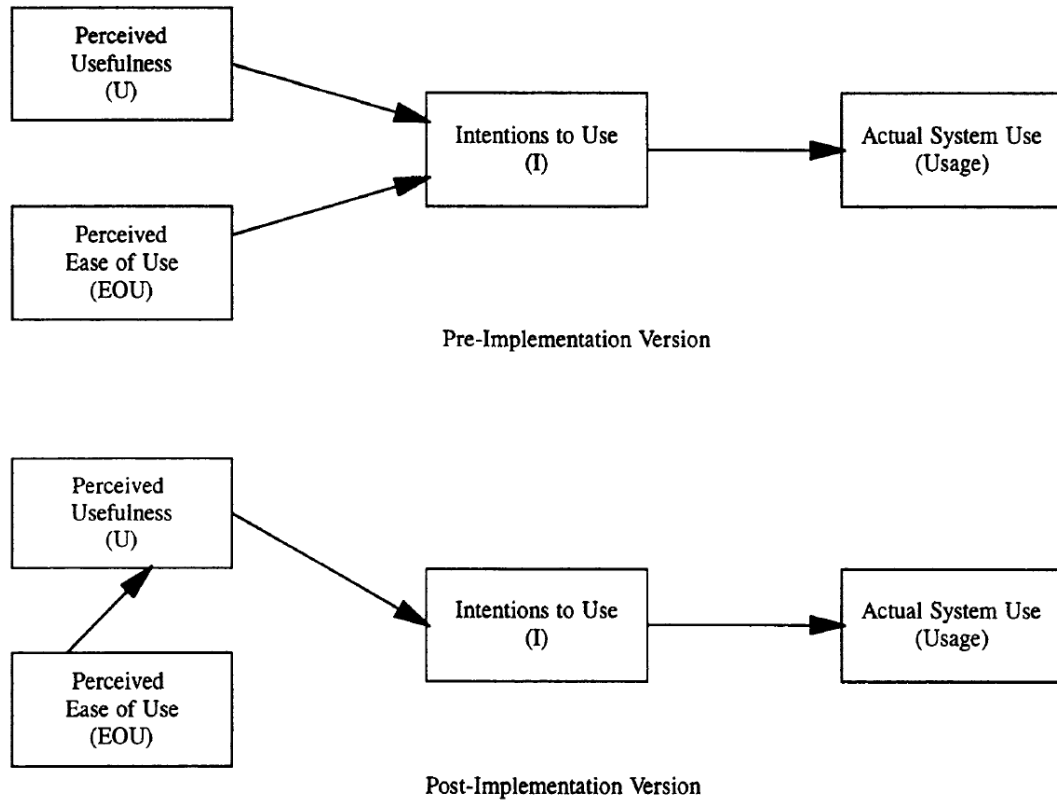 Perceived
Usefulness
(U)
Intentions to Use
(I)
Actual System Use
(Usage)
Perceived
Ease of Use
(EOU)
Pre-Implementation Version
Perceived
Usefulness
(U)
Intentions to Use
(I)
Actual System Use
(Usage)
Perceived
Ease of Use
(EOU)
Post-Implementation Version